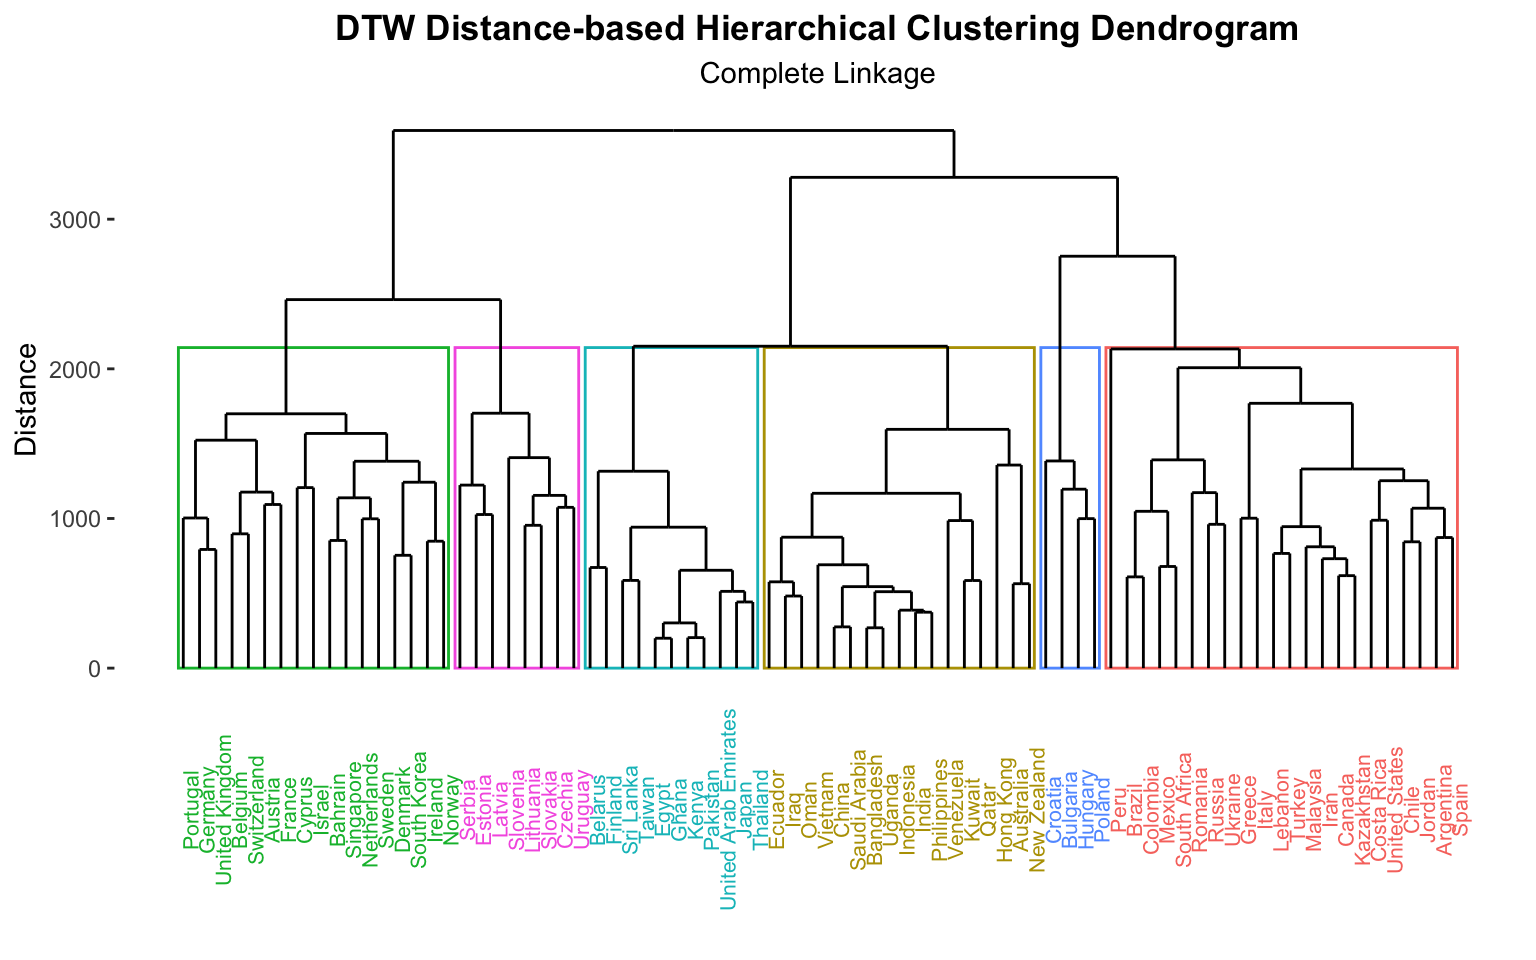 DTW Distance-based Hierarchical Clustering Dendrogram
Complete Linkage
Distance
3000
2000
1000
0
Portugal
Germany
United Kingdom
Belgium
Switzerland
Austria
France
Cyprus
Israel
Bahrain
Singapore
Netherlands
Sweden
Denmark
South Korea
Ireland
Norway
Serbia
Estonia
Latvia
Slovenia
Lithuania
Slovakia
Czechia
Uruguay
Belarus
Finland
Sri Lanka
Taiwan
Egypt
Ghana
Kenya
Pakistan
United Arab Emirates
Japan
Thailand
Ecuador
Iraq
Oman
Vietnam
China
Saudi Arabia
Bangladesh
Uganda
Indonesia
India
Philippines
Venezuela
Kuwait
Qatar
Hong Kong
Australia
New Zealand
Croatia
Bulgaria
Hungary
Poland
Peru
Brazil
Colombia
Mexico
South Africa
Romania
Russia
Ukraine
Greece
Italy
Lebanon
Turkey
Malaysia
Iran
Canada
Kazakhstan
Costa Rica
United States
Chile
Jordan
Argentina
Spain